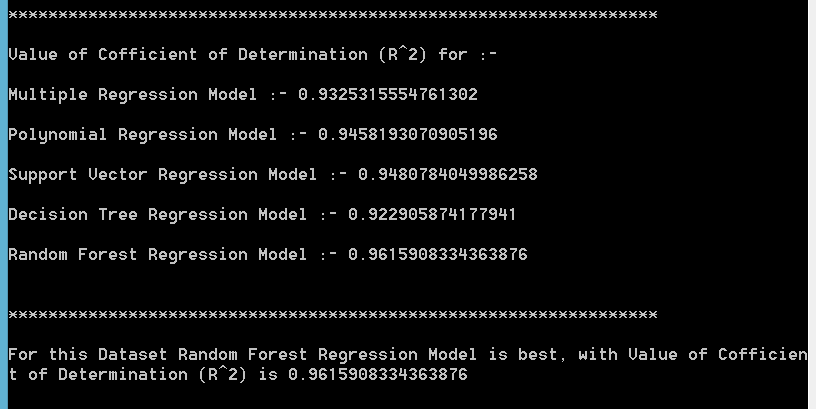 *****************************************************************
Value of Cofficient of Determination (R^2) for :-
Multiple Regression Model :- 0.9325315554761302
Polynomial Regression Model :- 0.9458193070905196
Support Vector Regression Model :- 0.9480784049986258
Decision Tree Regression Model :- 0.922905874177941
Random Forest Regression Model :- 0.9615908334363876
*****************************************************************
For this Dataset Random Forest Regression Model is best, with Value of Cofficien
t of Determination (R^2) is 0.9615908334363876